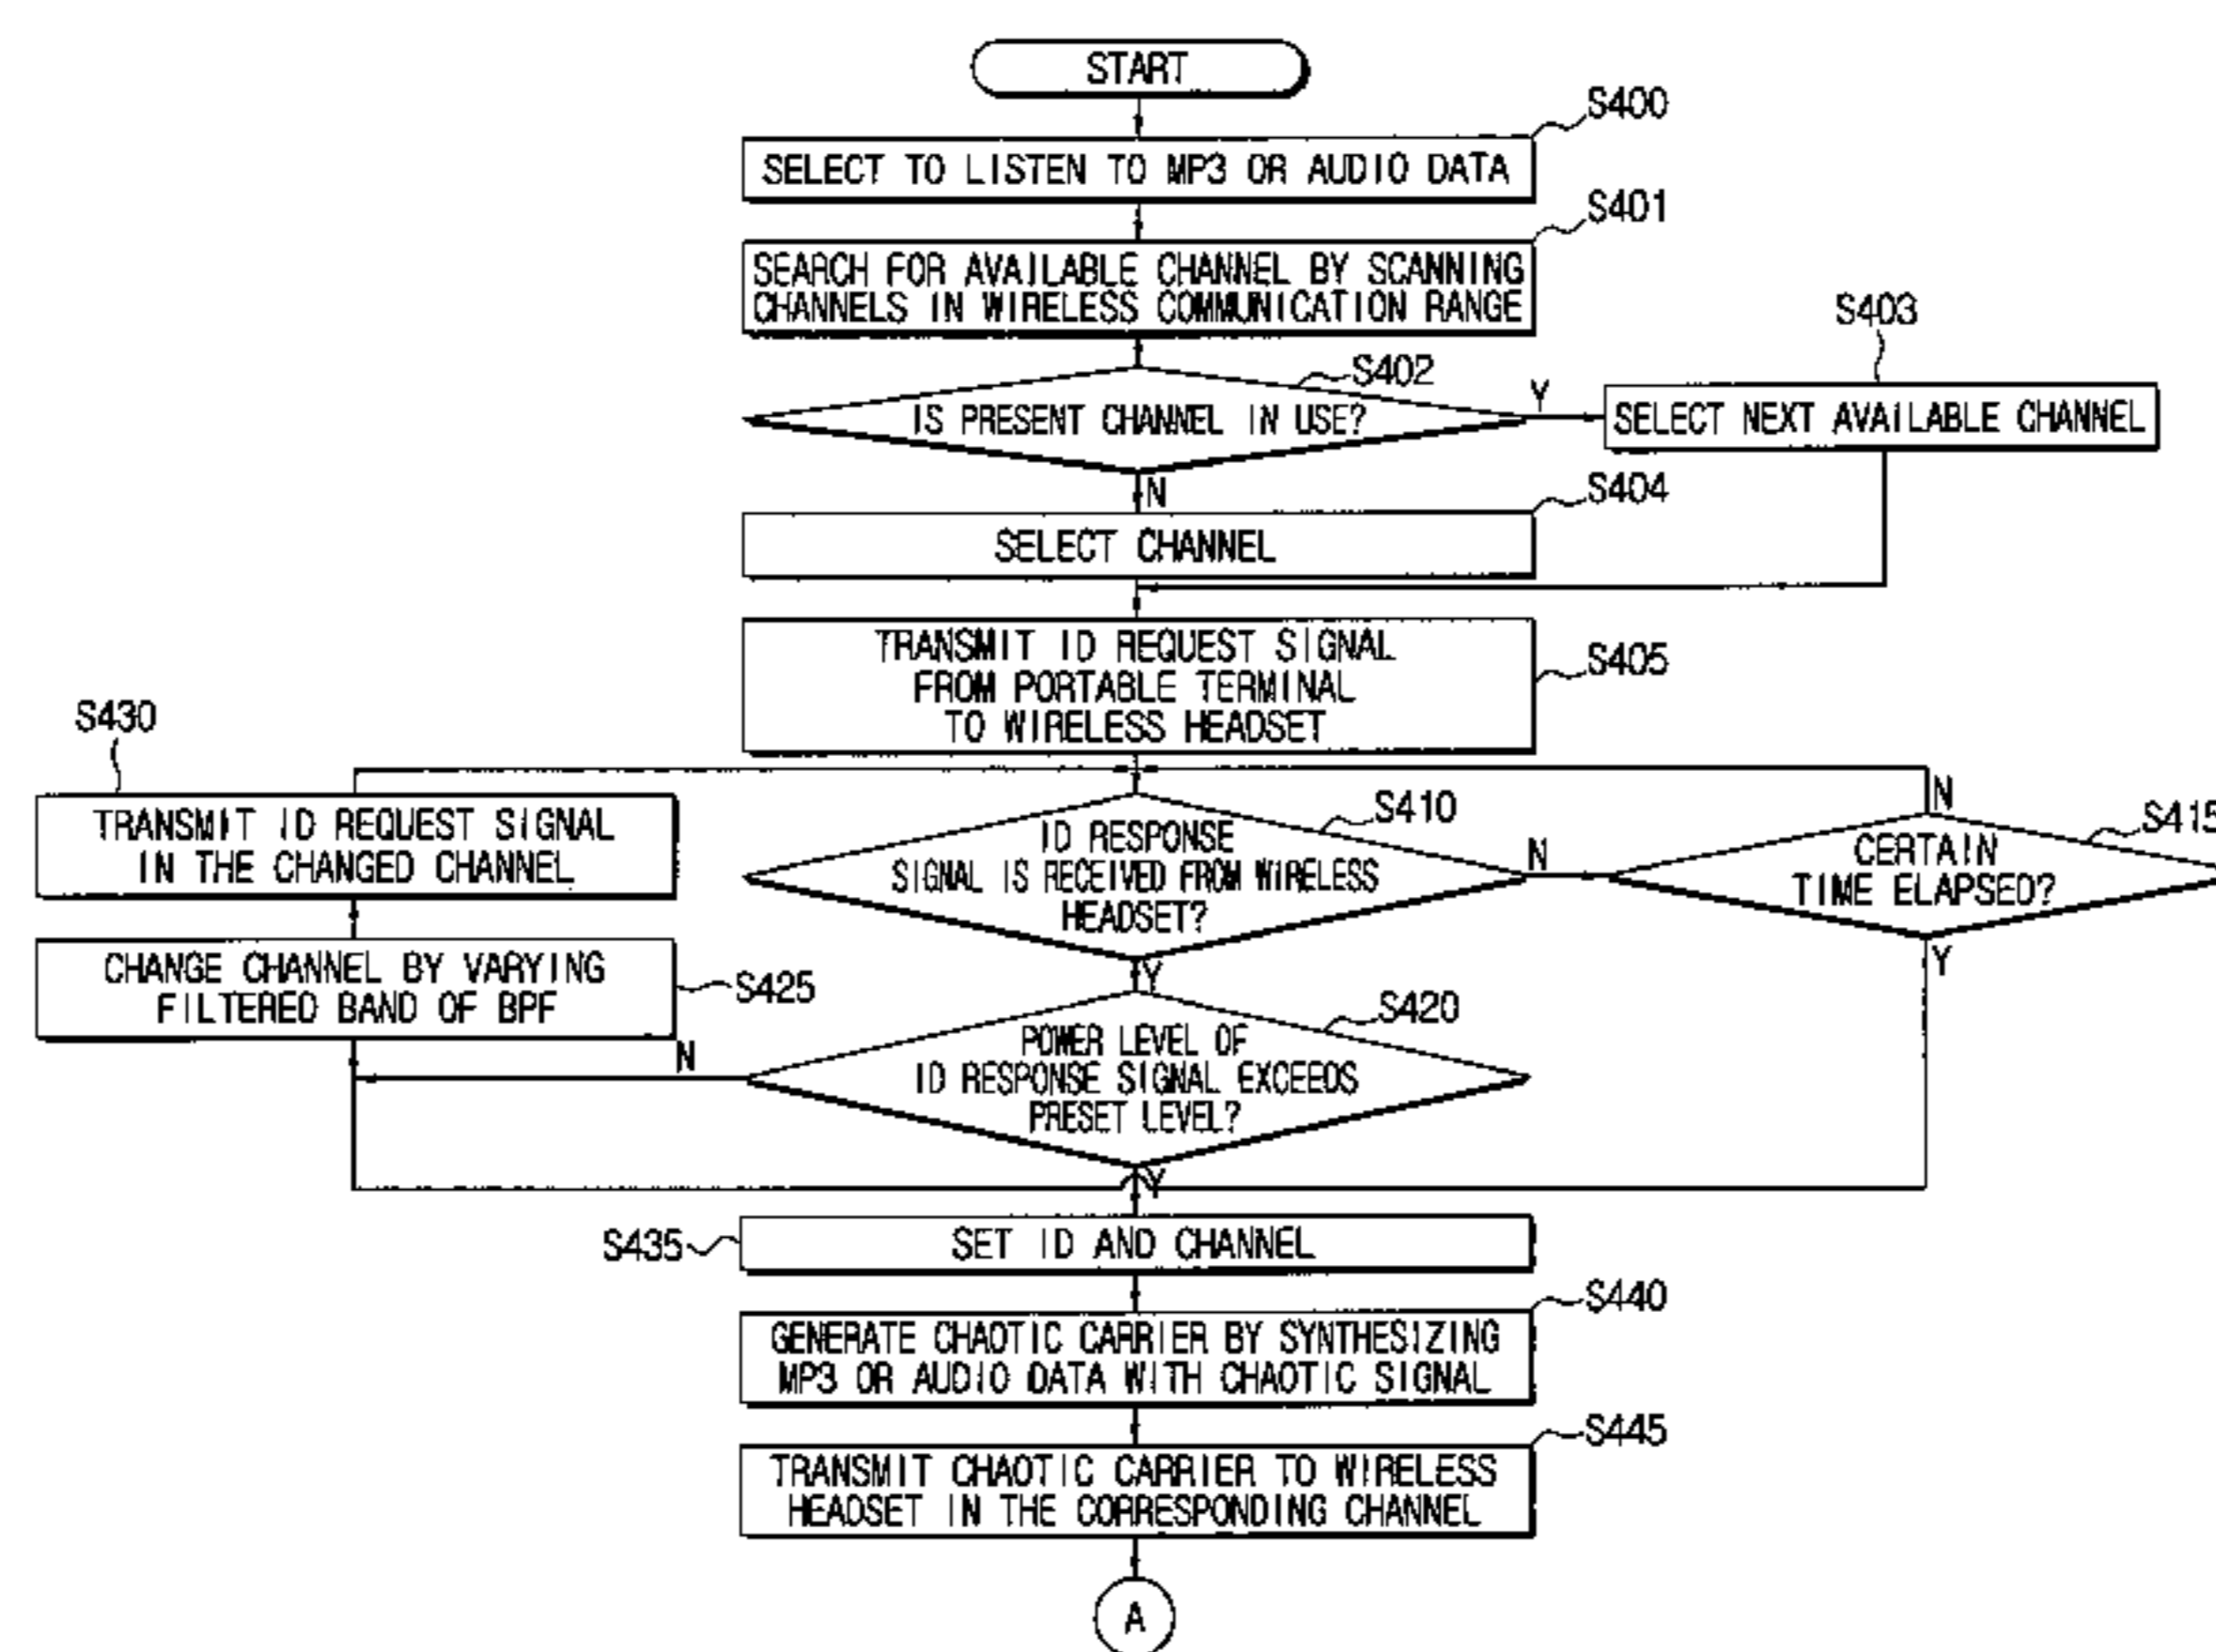 START
S400
SELECT TO LISTEN TO MP3 OR AUDIO DATA
S401
SEARCH FOR AVAILABLE CHANNEL BY SCANNING
CHANNELS IN WIRELESS COMMUNICATION RANGE
S402
IS PRESENT CHANNEL IN USE?
Y
S403
SELECT NEXT AVAILABLE CHANNEL
N
S404
SELECT CHANNEL
TRANSMIT ID REQUEST SIGNAL
FROM PORTABLE TERMINAL
TO WIRELESS HEADSET
S405
S430
TRANSMIT ID REQUEST SIGNAL
IN THE CHANGED CHANNEL
S410
ID RESPONSE
SIGNAL IS RECEIVED FROM WIRELESS
HEADSET?
N
N
S415
CERTAIN
TIME ELAPSED?
Y
Y
CHANGE CHANNEL BY VARYING
FILTERED BAND OF BPF
S425
S420
POWER LEVEL OF
ID RESPONSE SIGNAL EXCEEDS
PRESET LEVEL?
N
Y
S435
SET ID AND CHANNEL
S440
GENERATE CHAOTIC CARRIER BY SYNTHESIZING
MP3 OR AUDIO DATA WITH CHAOTIC SIGNAL
S445
TRANSMIT CHAOTIC CARRIER TO WIRELESS
HEADSET IN THE CORRESPONDING CHANNEL
A